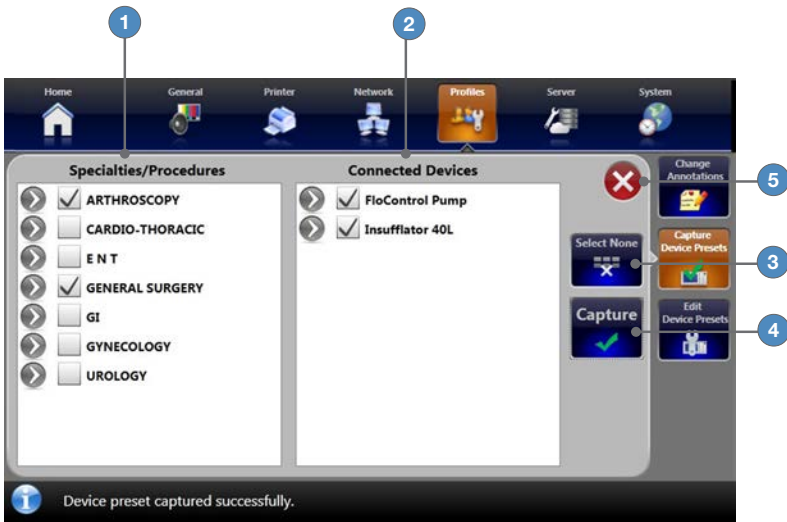 1
2
Home
General
Printer
Network
Profiles
Server
System
Specialties/Procedures
Connected Devices
ARTHROSCOPY
CARDIO-THORACIC
E N T
GENERAL SURGERY
GI
GYNECOLOGY
UROLOGY
FloControl Pump
Insufflator 40L
Select None
Capture
Change
Annotations
Capture
Device Presets
Edit
Device Presets
5
3
4
Device preset captured successfully.